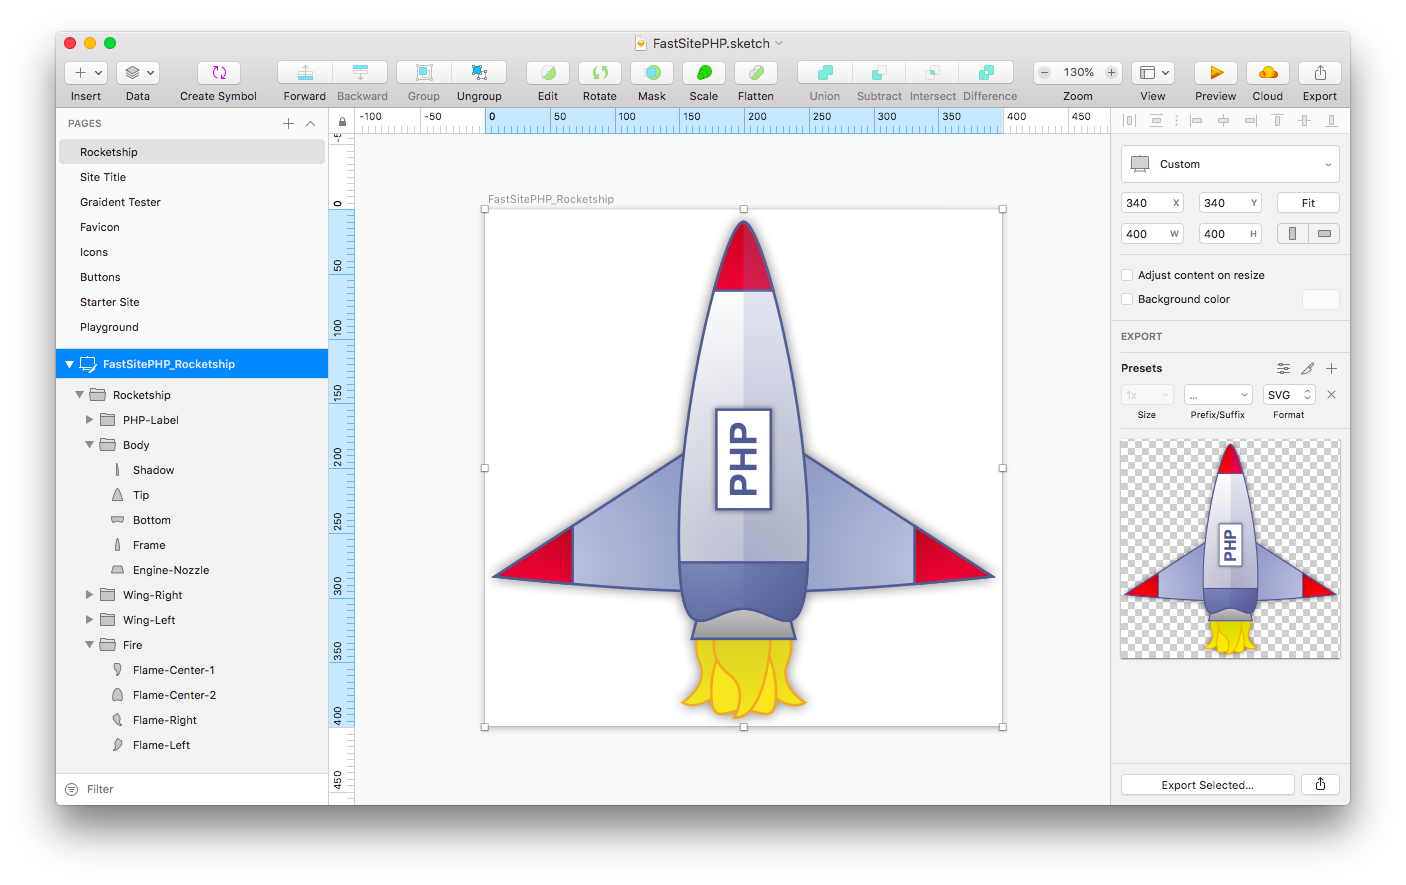 FastSitePHP.sketch
130%
Insert Data Create Symbol Forward Backward Group Ungroup Edit Rotate Mask Scale Flatten Union Subtract Intersect Difference Zoom View Preview Cloud Export
PAGES
Rocketship
Site Title
Graident Tester
Favicon
Icons
Buttons
Starter Site
Playground
FastSitePHP_Rocketship
Rocketship
PHP-Label
Body
Shadow
Tip
Bottom
Frame
Engine-Nozzle
Wing-Right
Wing-Left
Fire
Flame-Center-1
Flame-Center-2
Flame-Right
Flame-Left
Filter
-100 -50 0 50 100 150 200 250 300 350 400 450
0
50
100
150
200
250
300
350
400
450
FastSitePHP_Rocketship
PHP
Custom
340 X 340 Y Fit
400 W 400 H
Adjust content on resize
Background color
EXPORT
Presets
1x ... SVG
Size Prefix/Suffix Format
PHP
Export Selected...